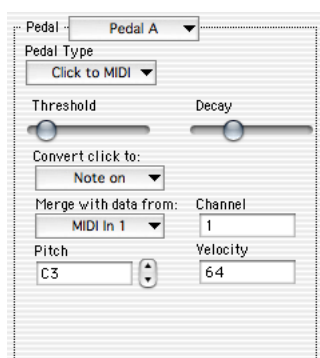 Pedal Pedal A
Pedal Type
Click to MIDI
Threshold Decay
Convert click to:
Note on
Merge with data from: Channel
MIDI In 1 1
Pitch Velocity
C3 64